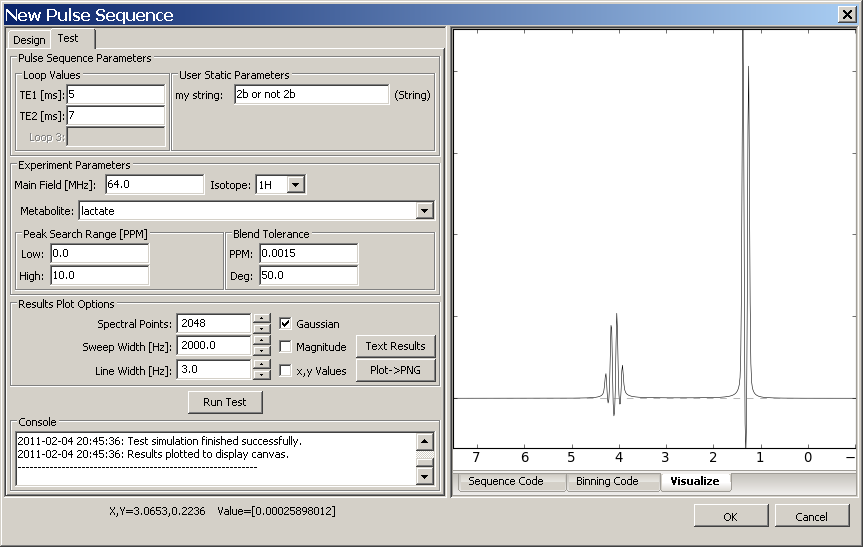 New Pulse Sequence
Design Test
Pulse Sequence Parameters
Loop Values
TE1 [ms]: 5
TE2 [ms]: 7
Loop 3:
User Static Parameters
my string: 2b or not 2b (String)
Experiment Parameters
Main Field [MHz]: 64.0 Isotope: 1H
Metabolite: lactate
Peak Search Range [PPM]
Low: 0.0
High: 10.0
Blend Tolerance
PPM: 0.0015
Deg: 50.0
Results Plot Options
Spectral Points: 2048 Gaussian
Sweep Width [Hz]: 2000.0 Magnitude Text Results
Line Width [Hz]: 3.0 x,y Values Plot->PNG
Run Test
Console
2011-02-04 20:45:36: Test simulation finished successfully.
2011-02-04 20:45:36: Results plotted to display canvas.
------------------------------------------------------------
7 6 5 4 3 2 1 0 −
Sequence Code Binning Code Visualize
X,Y=3.0653,0.2236 Value=[0.00025898012]
OK Cancel